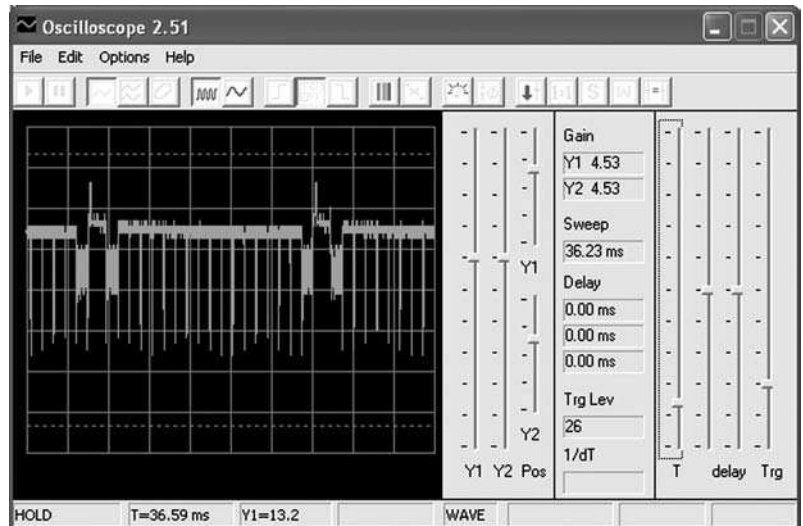 Oscilloscope 2.51
File Edit Options Help
1:1 S W
Gain
Y1 4.53
Y2 4.53
Sweep
36.23 ms
Delay
0.00 ms
0.00 ms
0.00 ms
Trg Lev
26
1/dT
Y1
Y2
Y1 Y2 Pos
T delay Trg
HOLD T=36.59 ms Y1=13.2 WAVE